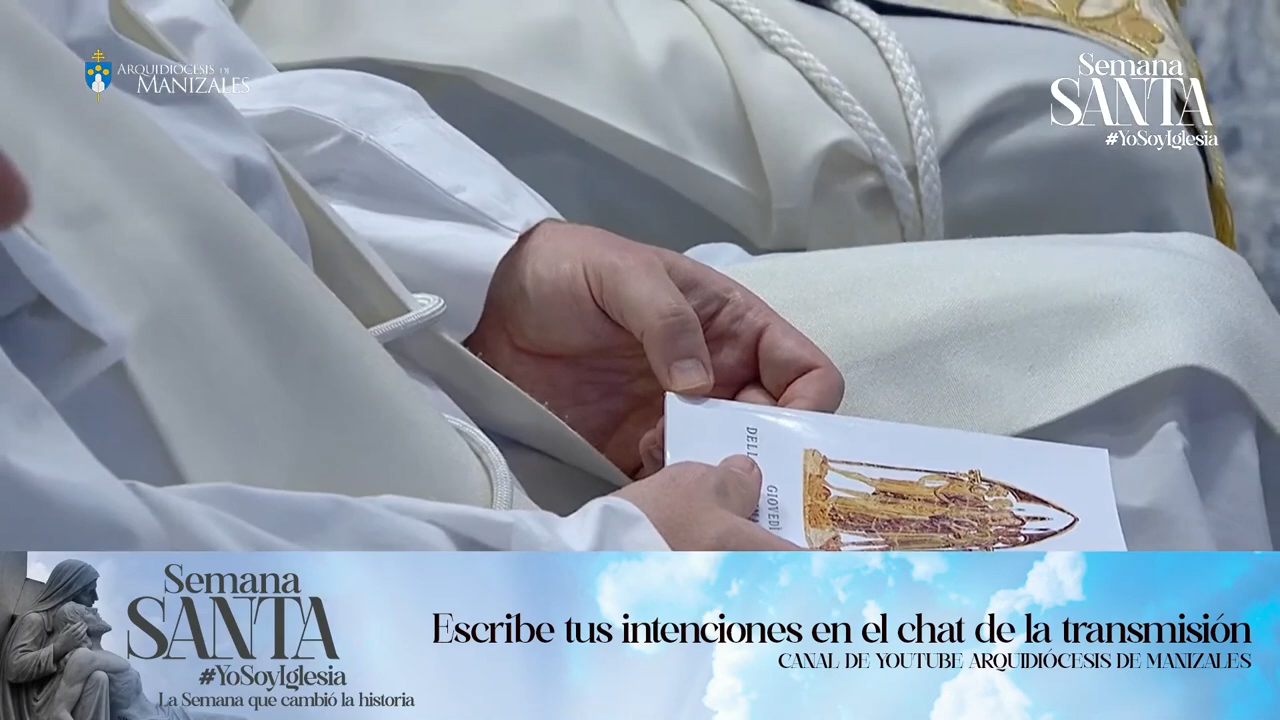 ARQUIDIÓCESIS DE
MANIZALES
Semana
SANTA
#YoSoyIglesia
GIOVEDÌ
Semana
SANTA
#YoSoyIglesia
La Semana que cambió la historia
Escribe tus intenciones en el chat de la transmisión
CANAL DE YOUTUBE ARQUIDIÓCESIS DE MANIZALES